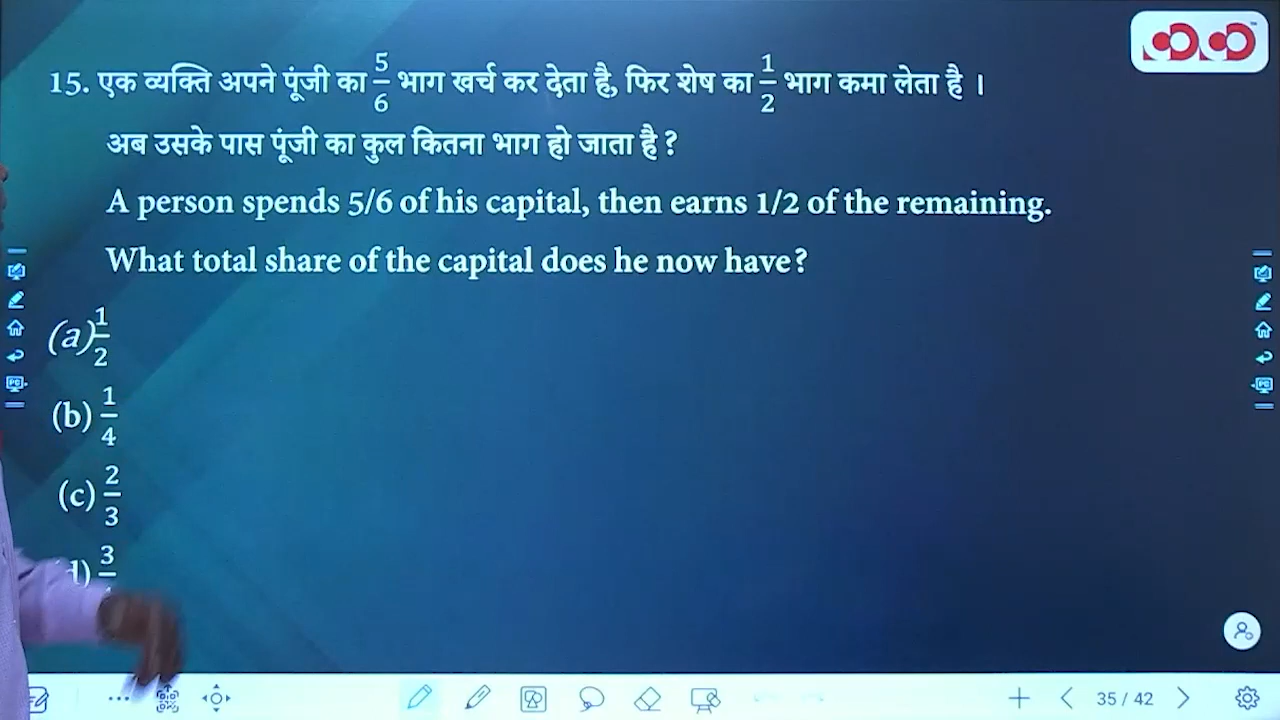 15. एक व्यक्ति अपने पूंजी का 5/6 भाग खर्च कर देता है, फिर शेष का 1/2 भाग कमा लेता है ।
अब उसके पास पूंजी का कुल कितना भाग हो जाता है ?
A person spends 5/6 of his capital, then earns 1/2 of the remaining.
What total share of the capital does he now have?
(a) 1/2
(b) 1/4
(c) 2/3
d) 3
35 / 42